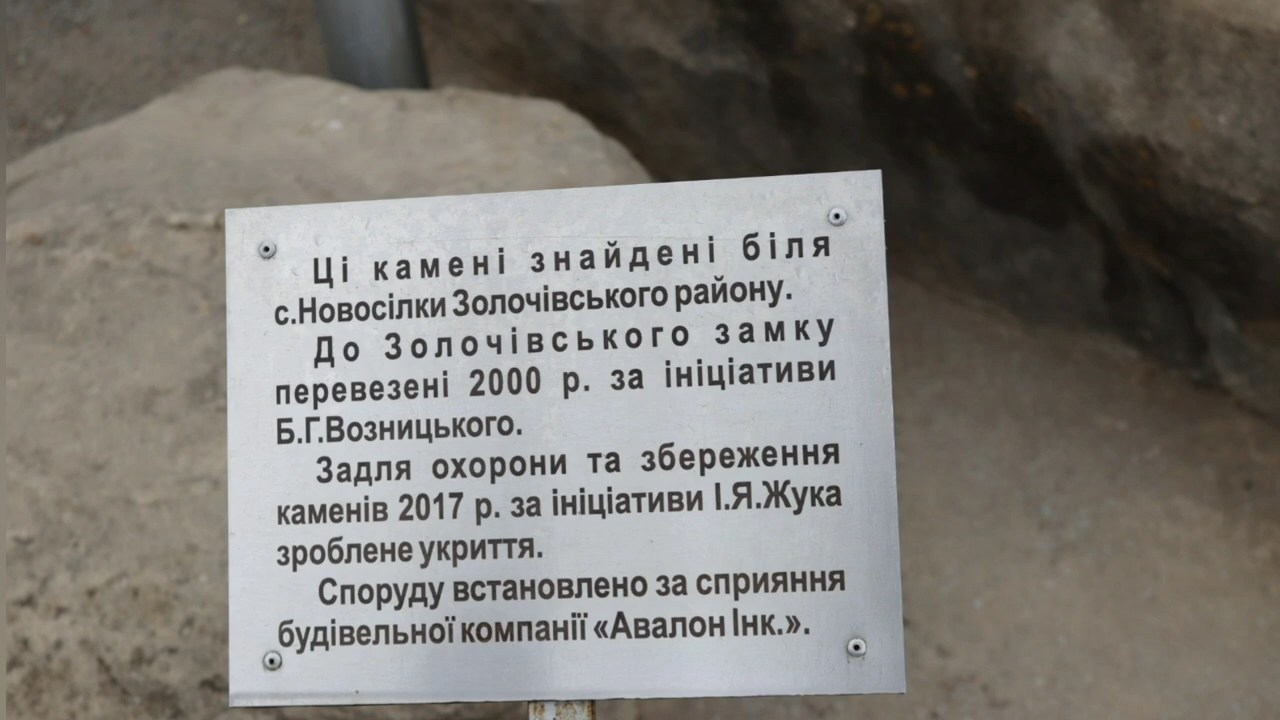 Ці камені знайдені біля
с.Новосілки Золочівського району.
До Золочівського замку
перевезені 2000 р. за ініціативи
Б.Г.Возницького.
Задля охорони та збереження
каменів 2017 р. за ініціативи І.Я.Жука
зроблене укриття.
Споруду встановлено за сприяння
будівельної компанії «Авалон Інк.».